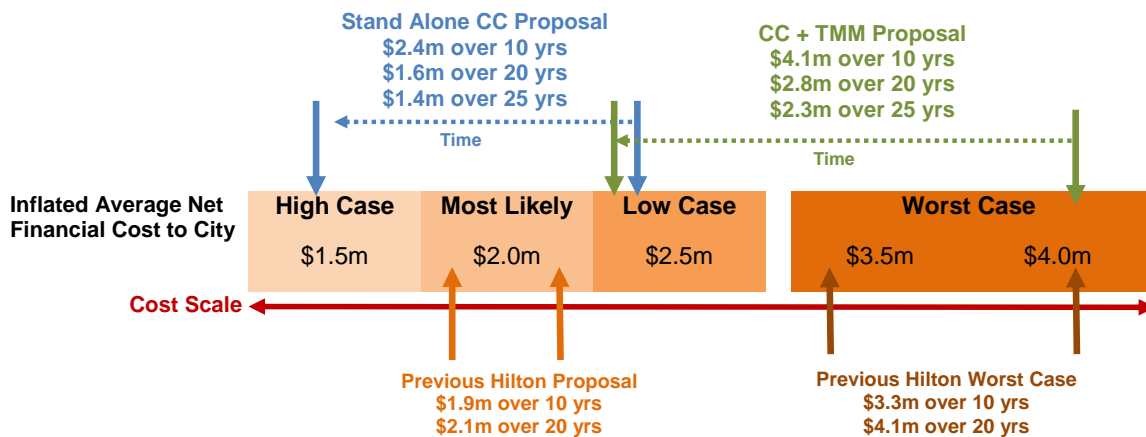 Stand Alone CC Proposal
$2.4m over 10 yrs
$1.6m over 20 yrs
$1.4m over 25 yrs
CC + TMM Proposal
$4.1m over 10 yrs
$2.8m over 20 yrs
$2.3m over 25 yrs
Time
Time
Inflated Average Net
Financial Cost to City
High Case
Most Likely
Low Case
Worst Case
$1.5m
$2.0m
$2.5m
$3.5m
$4.0m
Cost Scale
Previous Hilton Proposal
$1.9m over 10 yrs
$2.1m over 20 yrs
Previous Hilton Worst Case
$3.3m over 10 yrs
$4.1m over 20 yrs